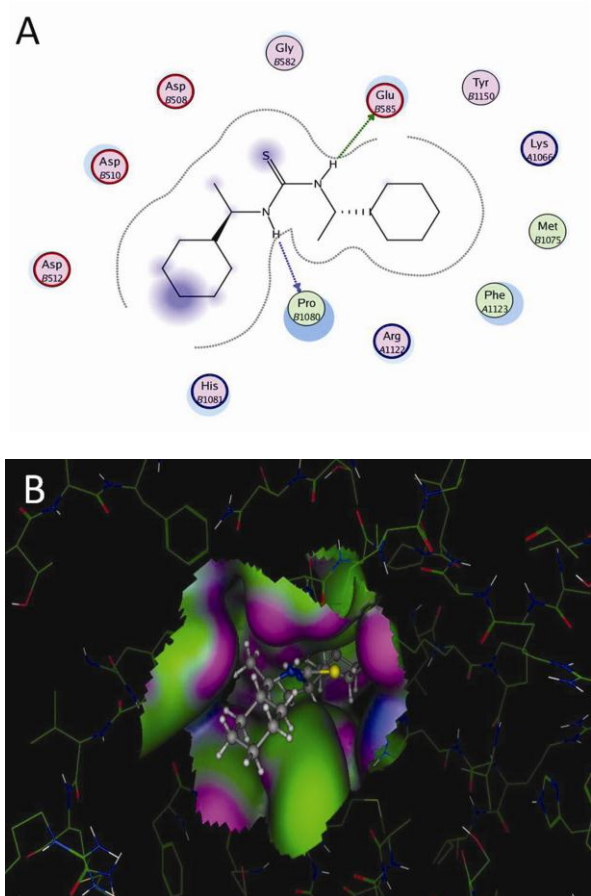 A
Gly
B582
Asp
B508
Glu
B585
Tyr
B1150
Lys
A1066
Asp
B510
S
H
N
N
H
Met
B1075
Asp
B512
Pro
B1080
Phe
A1123
Arg
A1122
His
B1081
B